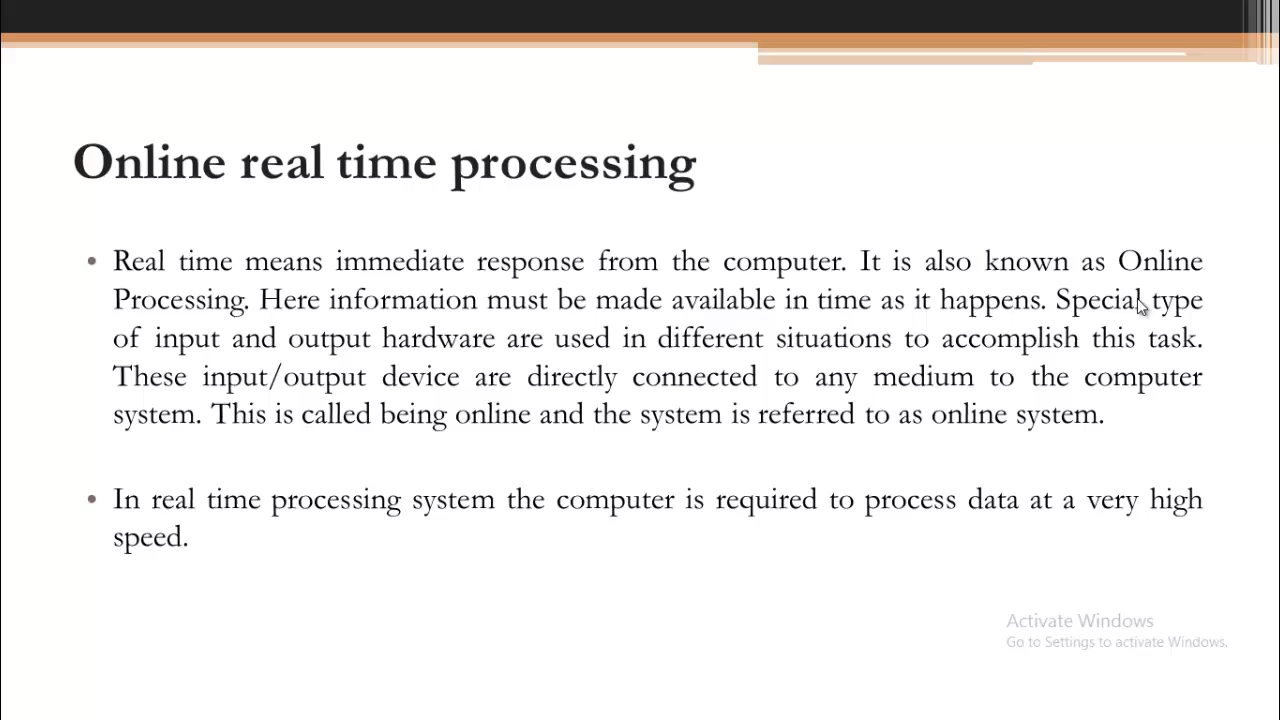 Online real time processing
• Real time means immediate response from the computer. It is also known as Online
Processing. Here information must be made available in time as it happens. Special type
of input and output hardware are used in different situations to accomplish this task.
These input/output device are directly connected to any medium to the computer
system. This is called being online and the system is referred to as online system.
• In real time processing system the computer is required to process data at a very high
speed.
Activate Windows
Go to Settings to activate Windows.